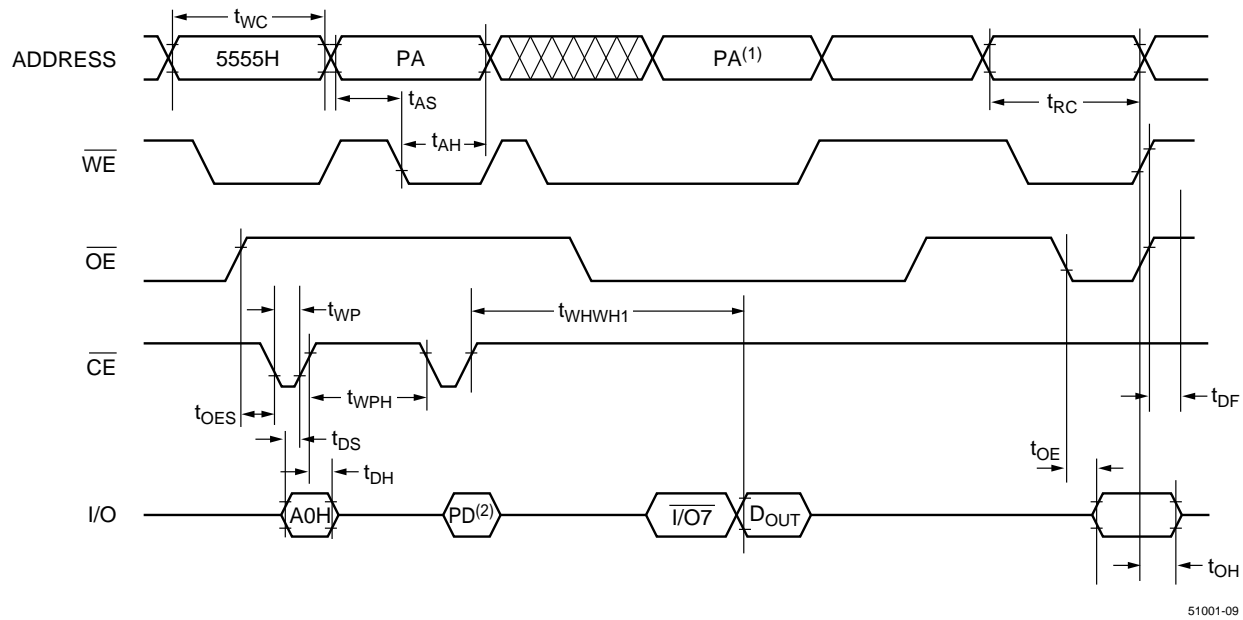 tWC
ADDRESS 5555H PA PA(1)
tAS
tRC
tAH
WE
OE
tWP
tWHWH1
CE
tWPH
tOES
tDF
tDS
tOE
tDH
I/O A0H PD(2) I/O7 DOUT
tOH
51001-09